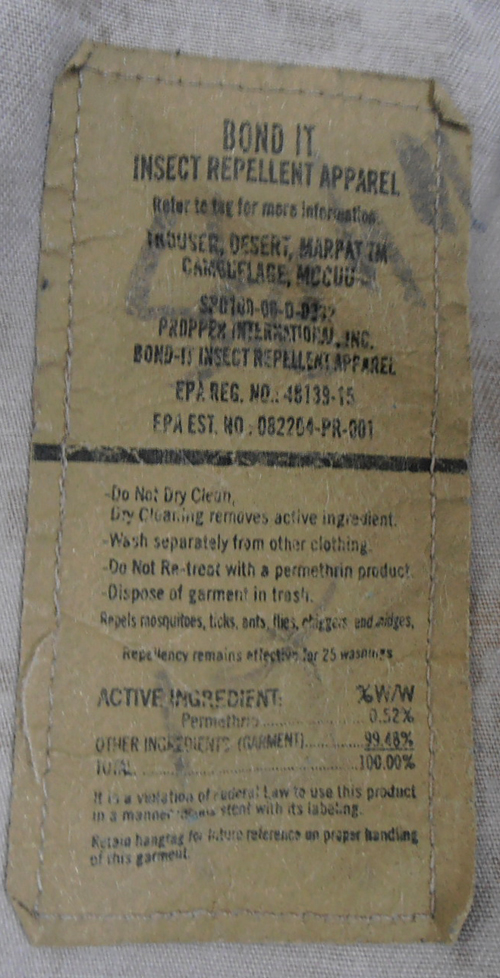 BOND IT
INSECT REPELLENT APPAREL
Refer to tag for more information
TROUSER, DESERT, MARPAT TM
CAMOUFLAGE, MCCUU
PROPPER INTERNATIONAL, INC.
BOND-IT INSECT REPELLENT APPAREL
EPA REG. NO.: 48139-15
EPA EST. NO.: 082264-PR-001
-Do Not Dry Clean,
Dry Cleaning removes active ingredient.
-Wash separately from other clothing.
-Do Not Re-treat with a permethrin product.
-Dispose of garment in trash.
Repels mosquitoes, ticks, ants, flies, chiggers and midges,
Repellency remains effective for 25 washings
ACTIVE INGREDIENT: %W/W
Permethrin ................ 0.52%
OTHER INGREDIENTS (GARMENT)......... 99.48%
TOTAL ................................ 100.00%
It is a violation of Federal Law to use this product
in a manner inconsistent with its labeling.
Retain hangtag for future reference on proper handling
of this garment.